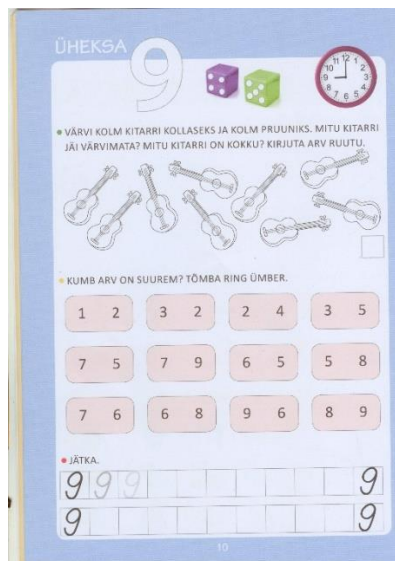 ÜHEKSA 9
12
1
2
3
4
5
6
7
8
9
10
11
VÄRVI KOLM KITARRI KOLLASEKS JA KOLM PRUUNIKS. MITU KITARRI
JÄI VÄRVIMATA? MITU KITARRI ON KOKKU? KIRJUTA ARV RUUTU.
KUMB ARV ON SUUREM? TÕMBA RING ÜMBER.
1 2 3 2 2 4 3 5
7 5 7 9 6 5 5 8
7 6 6 8 9 6 8 9
JÄTKA.
9 9 9 9
9 9
10